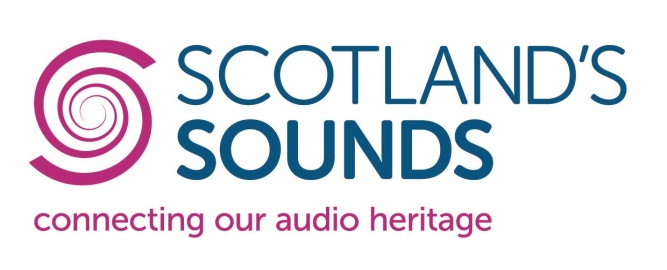 SCOTLAND'S
SOUNDS
connecting our audio heritage